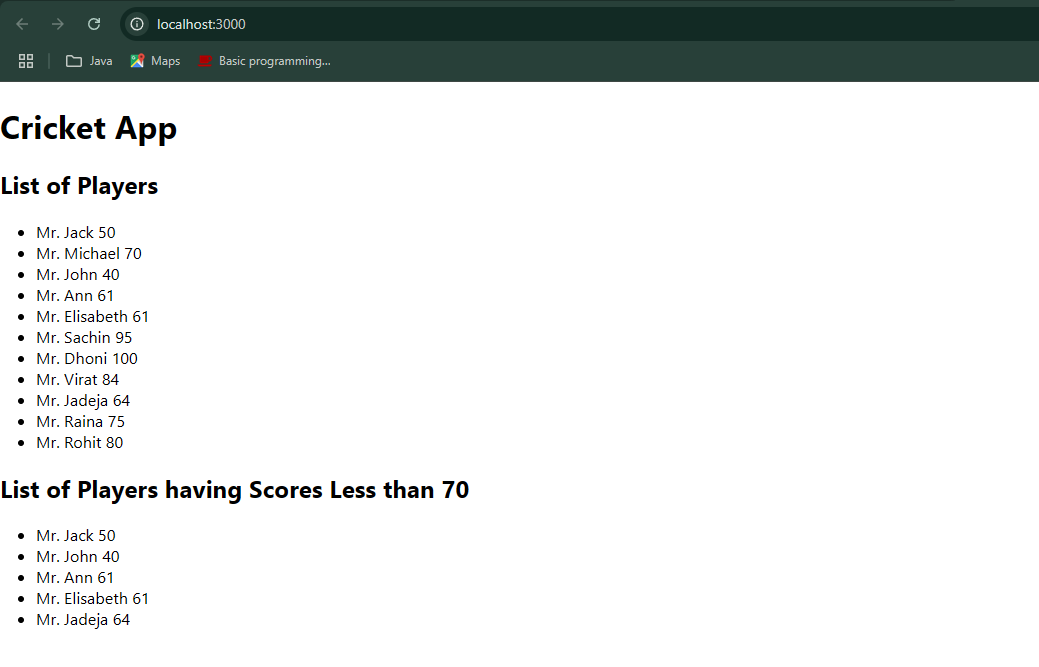 localhost:3000
Java Maps Basic programming...
Cricket App
List of Players
Mr. Jack 50
Mr. Michael 70
Mr. John 40
Mr. Ann 61
Mr. Elisabeth 61
Mr. Sachin 95
Mr. Dhoni 100
Mr. Virat 84
Mr. Jadeja 64
Mr. Raina 75
Mr. Rohit 80
List of Players having Scores Less than 70
Mr. Jack 50
Mr. John 40
Mr. Ann 61
Mr. Elisabeth 61
Mr. Jadeja 64